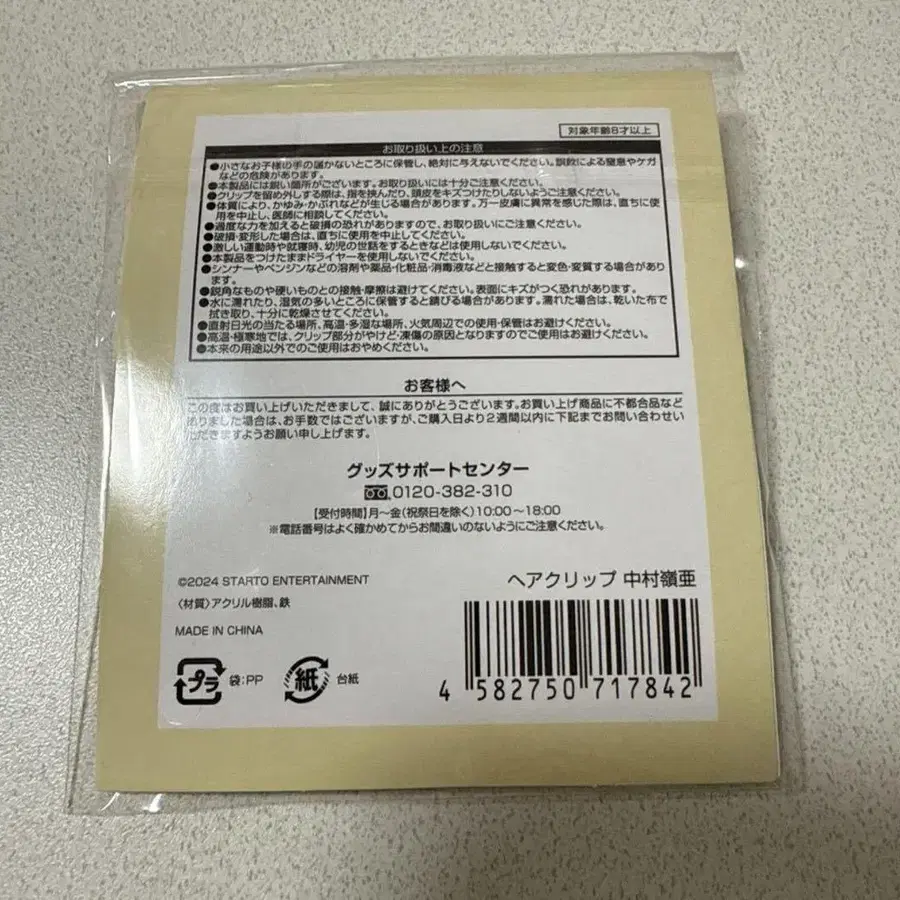 対象年齢8才以上
お取り扱い上の注意
●小さなお子様の手の届かないところに保管し、絶対に与えないでください。誤飲による窒息やケガ
などの危険があります。
●本製品には鋭い箇所がございます。お取り扱いには十分ご注意ください。
●クリップを留め外しする際は、指を挟んだり、頭皮をキズつけたりしないようご注意ください。
●体質により、かゆみ・かぶれなどが生じる場合があります。万一皮膚に異常を感じた際は、直ちに使
用を中止し、医師に相談してください。
●過度な力を加えると破損の恐れがありますので、お取り扱いにご注意ください。
●破損・変形した場合は、直ちに使用を中止してください。
●激しい運動時や就寝時、幼児の世話をするときなどは使用しないでください。
●本製品をつけたままドライヤーを使用しないでください。
●シンナーやベンジンなどの溶剤や薬品・化粧品・消毒液などと接触すると変色・変質する場合があり
ます。
●鋭角なものや硬いものとの接触・摩擦は避けてください。表面にキズがつく恐れがあります。
●水に濡れたり、湿気の多いところに保管すると錆びる場合があります。濡れた場合は、乾いた布で
拭き取り、十分に乾燥させてください。
●直射日光の当たる場所、高温・多湿な場所、火気周辺での使用・保管はお避けください。
●高温・極寒地では、クリップ部分がやけど・凍傷の原因となりますのでご使用はお避けください。
●本来の用途以外でのご使用はおやめください。
お客様へ
この度はお買い上げいただきまして、誠にありがとうございます。お買い上げ商品に不都合品など
ありました場合は、お手数ではございますが、ご購入日より2週間以内に下記までお問い合わせ
いただきますようお願い申し上げます。
グッズサポートセンター
0120-382-310
【受付時間】月〜金(祝祭日を除く)10:00〜18:00
※電話番号はよく確かめてからお間違いのないようにご注意ください。
©2024 STARTO ENTERTAINMENT
ヘアクリップ 中村嶺亜
〈材質〉アクリル樹脂、鉄
MADE IN CHINA
プラ 袋:PP 紙 台紙
4 582750 717842